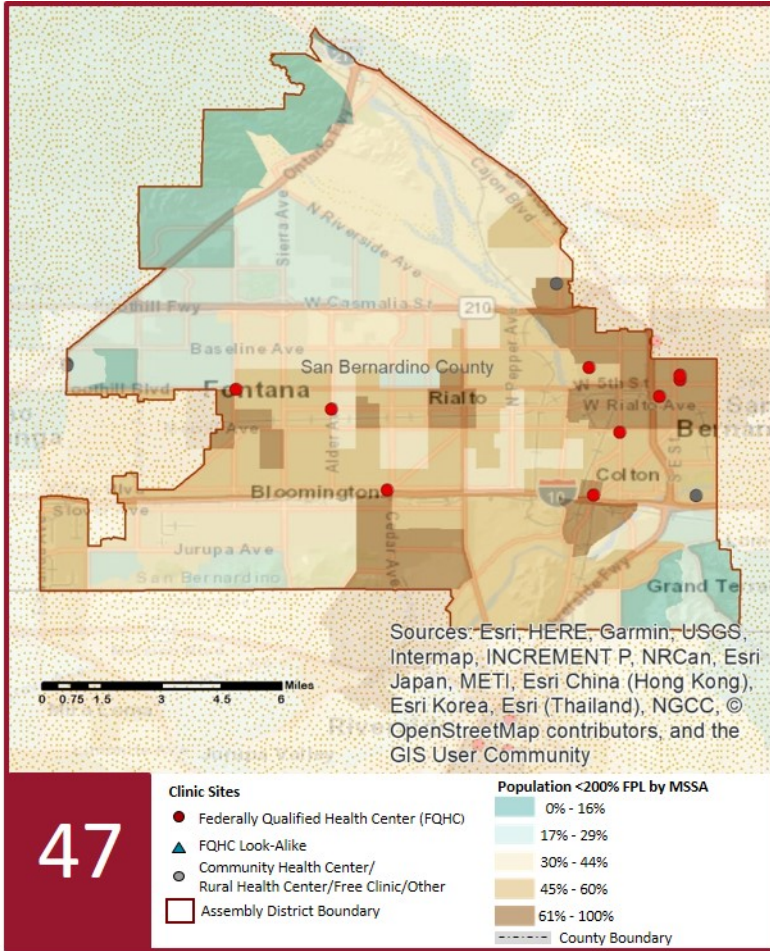 Ontario Fwy
Cajon Blvd
Sierra Ave
N Riverside Ave
W Casmalia St
210
Baseline Ave
San Bernardino County
N Pepper Ave
W 5th St
W Rialto Ave
Fontana
Rialto
Alder
Colton
E St
Bloomington
10
Cedar Ave
Jurupa Ave
San Bernardino
Grand Ter
Sources: Esri, HERE, Garmin, USGS,
Intermap, INCREMENT P, NRCan, Esri
Japan, METI, Esri China (Hong Kong),
Esri Korea, Esri (Thailand), NGCC, ©
OpenStreetMap contributors, and the
GIS User Community
Miles
0 0.75 1.5 3 4.5 6
47
Clinic Sites
Federally Qualified Health Center (FQHC)
FQHC Look-Alike
Community Health Center/
Rural Health Center/Free Clinic/Other
Assembly District Boundary
Population <200% FPL by MSSA
0% - 16%
17% - 29%
30% - 44%
45% - 60%
61% - 100%
County Boundary